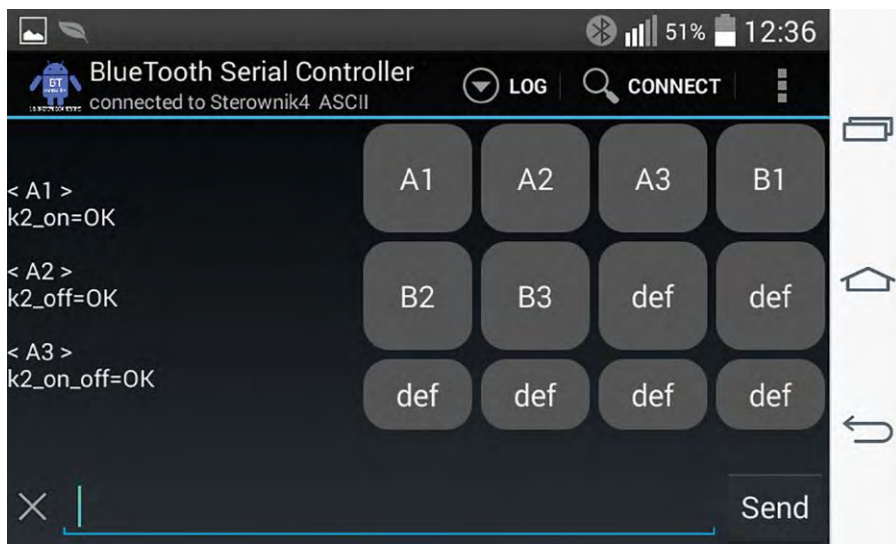 51% 12:36
BT
BlueTooth Serial Controller
connected to Sterownik4 ASCII
LOG CONNECT
< A1 >
k2_on=OK
< A2 >
k2_off=OK
< A3 >
k2_on_off=OK
A1 A2 A3 B1
B2 B3 def def
def def def def
Send